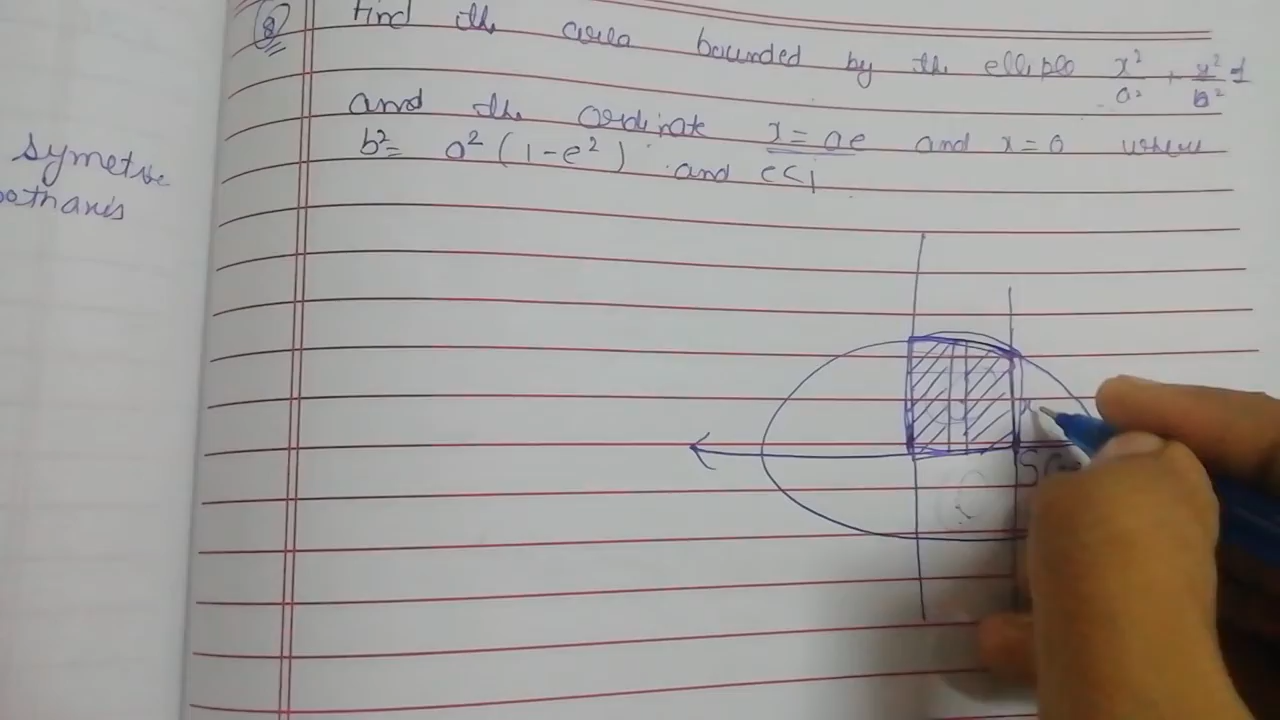 Symetric
both axis
Q Find the area bounded by the ellipse x²/a² + y²/b² = 1
and the ordinate x = ae and x = 0 where
b² = a² (1 - e²) and e<1